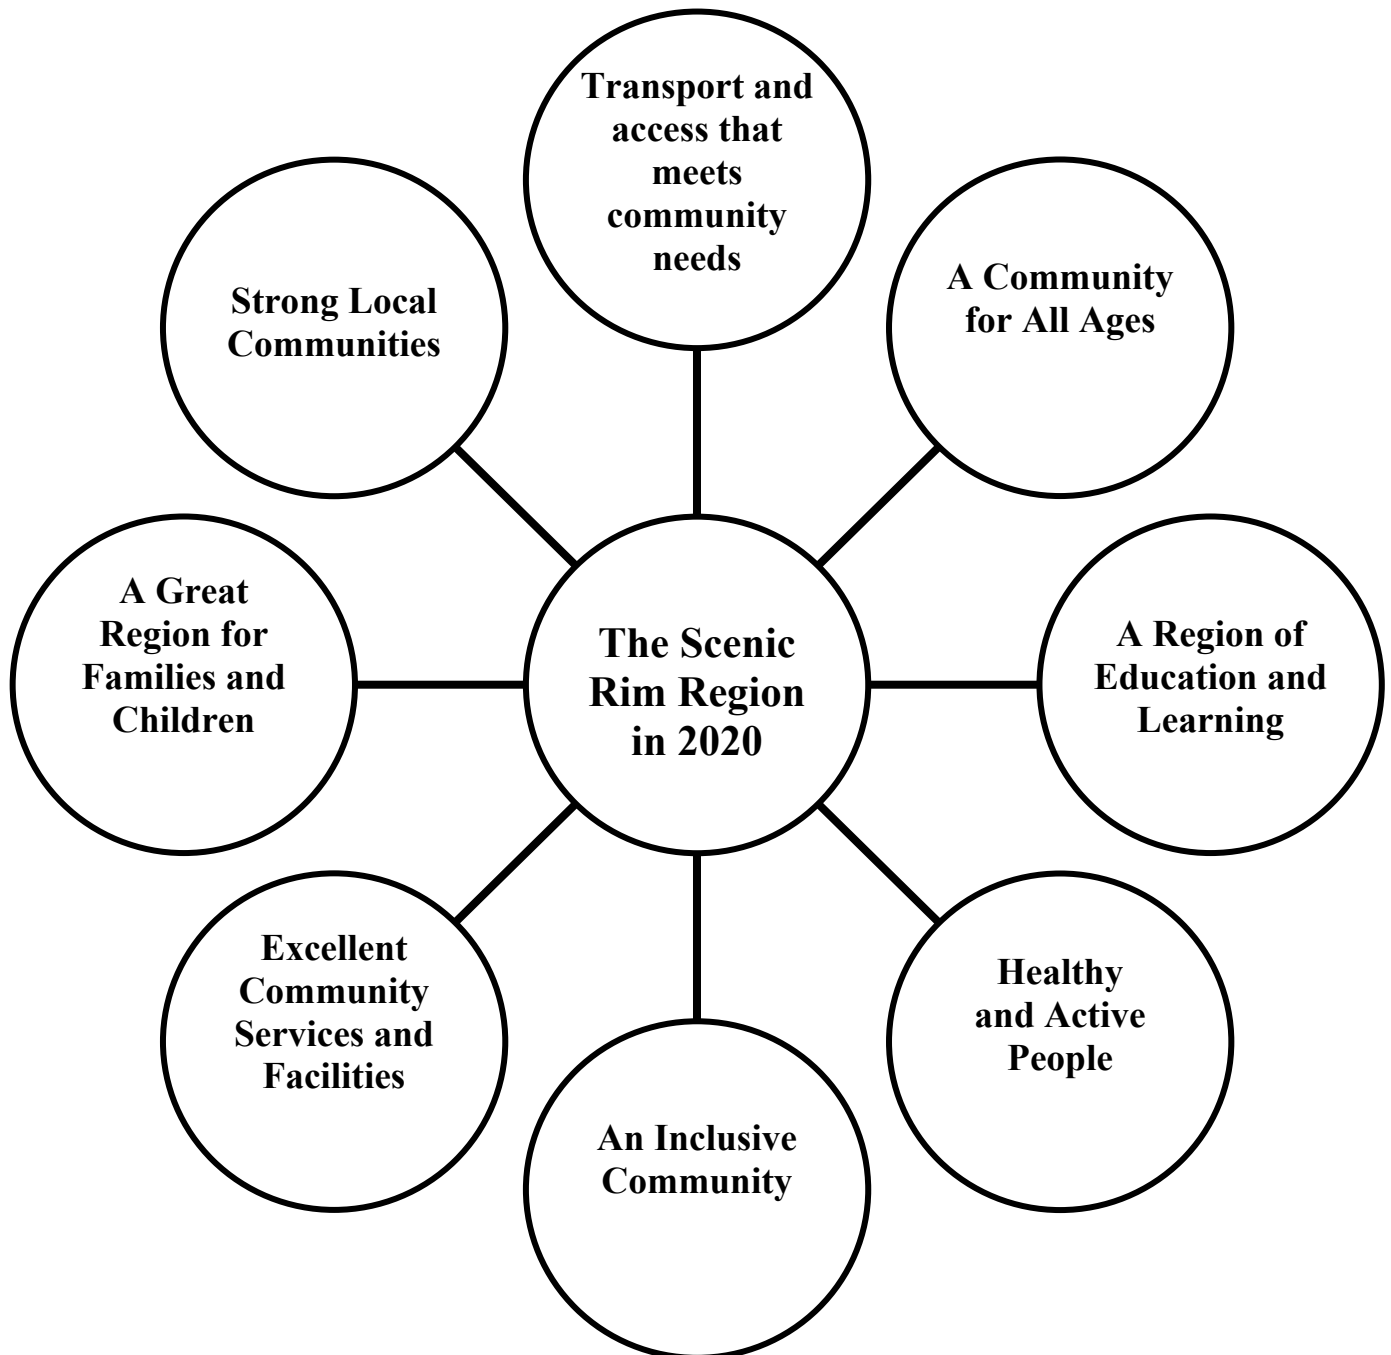 Transport and
access that
meets
community
needs
Strong Local
Communities
A Community
for All Ages
A Great
Region for
Families and
Children
The Scenic
Rim Region
in 2020
A Region of
Education and
Learning
Excellent
Community
Services and
Facilities
Healthy
and Active
People
An Inclusive
Community